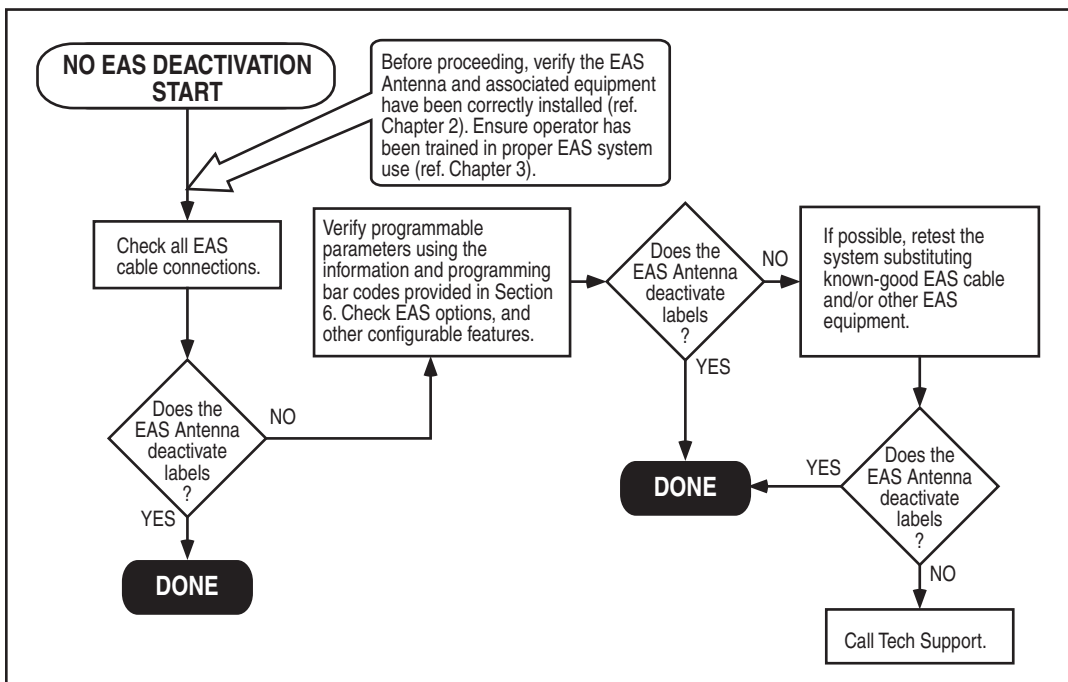 NO EAS DEACTIVATION
START
Before proceeding, verify the EAS
Antenna and associated equipment
have been correctly installed (ref.
Chapter 2). Ensure operator has
been trained in proper EAS system
use (ref. Chapter 3).
Check all EAS
cable connections.
Does the
EAS Antenna
deactivate
labels
?
NO
YES
DONE
Verify programmable
parameters using the
information and programming
bar codes provided in Section
6. Check EAS options, and
other configurable features.
Does the
EAS Antenna
deactivate
labels
?
NO
YES
DONE
If possible, retest the
system substituting
known-good EAS cable
and/or other EAS
equipment.
Does the
EAS Antenna
deactivate
labels
?
YES
NO
Call Tech Support.